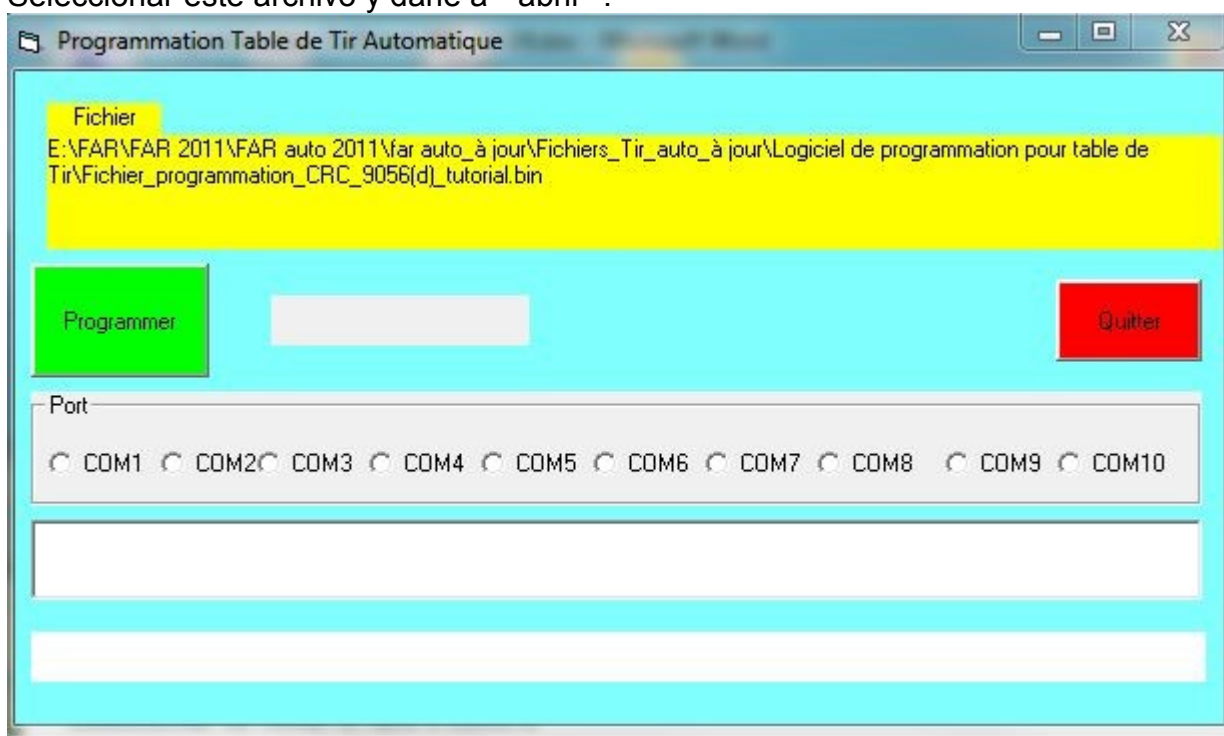 Seleccionar este archivo y darle a " abrir" .
Programmation Table de Tir Automatique
Fichier
E:\FAR\FAR 2011\FAR auto 2011\far auto_à jour\Fichiers_Tir_auto_à jour\Logiciel de programmation pour table de
Tir\Fichier_programmation_CRC_9056(d)_tutorial.bin
Programmer
Quitter
Port
COM1 COM2 COM3 COM4 COM5 COM6 COM7 COM8 COM9 COM10